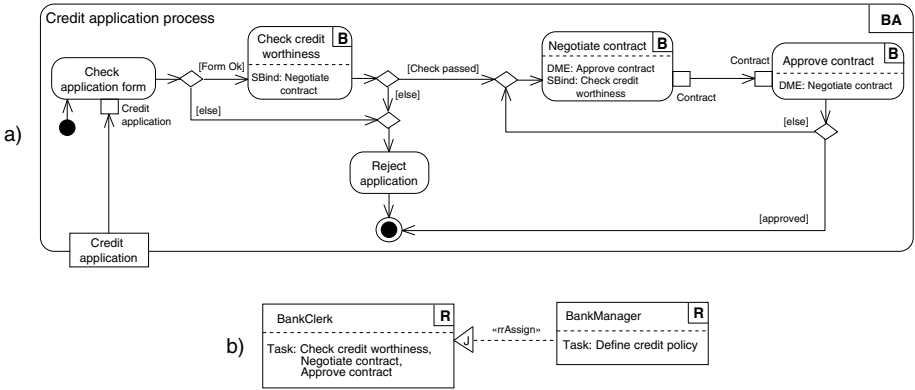 Credit application process
BA
a)
Check
application form
Credit
application
[Form Ok]
[else]
Check credit
worthiness
B
SBind: Negotiate
contract
[Check passed]
[else]
Reject
application
Negotiate contract
B
DME: Approve contract
SBind: Check credit
worthiness
Contract
Contract
Approve contract
B
DME: Negotiate contract
[else]
[approved]
Credit
application
b)
BankClerk
R
Task: Check credit worthiness,
Negotiate contract,
Approve contract
J
«rrAssign»
BankManager
R
Task: Define credit policy